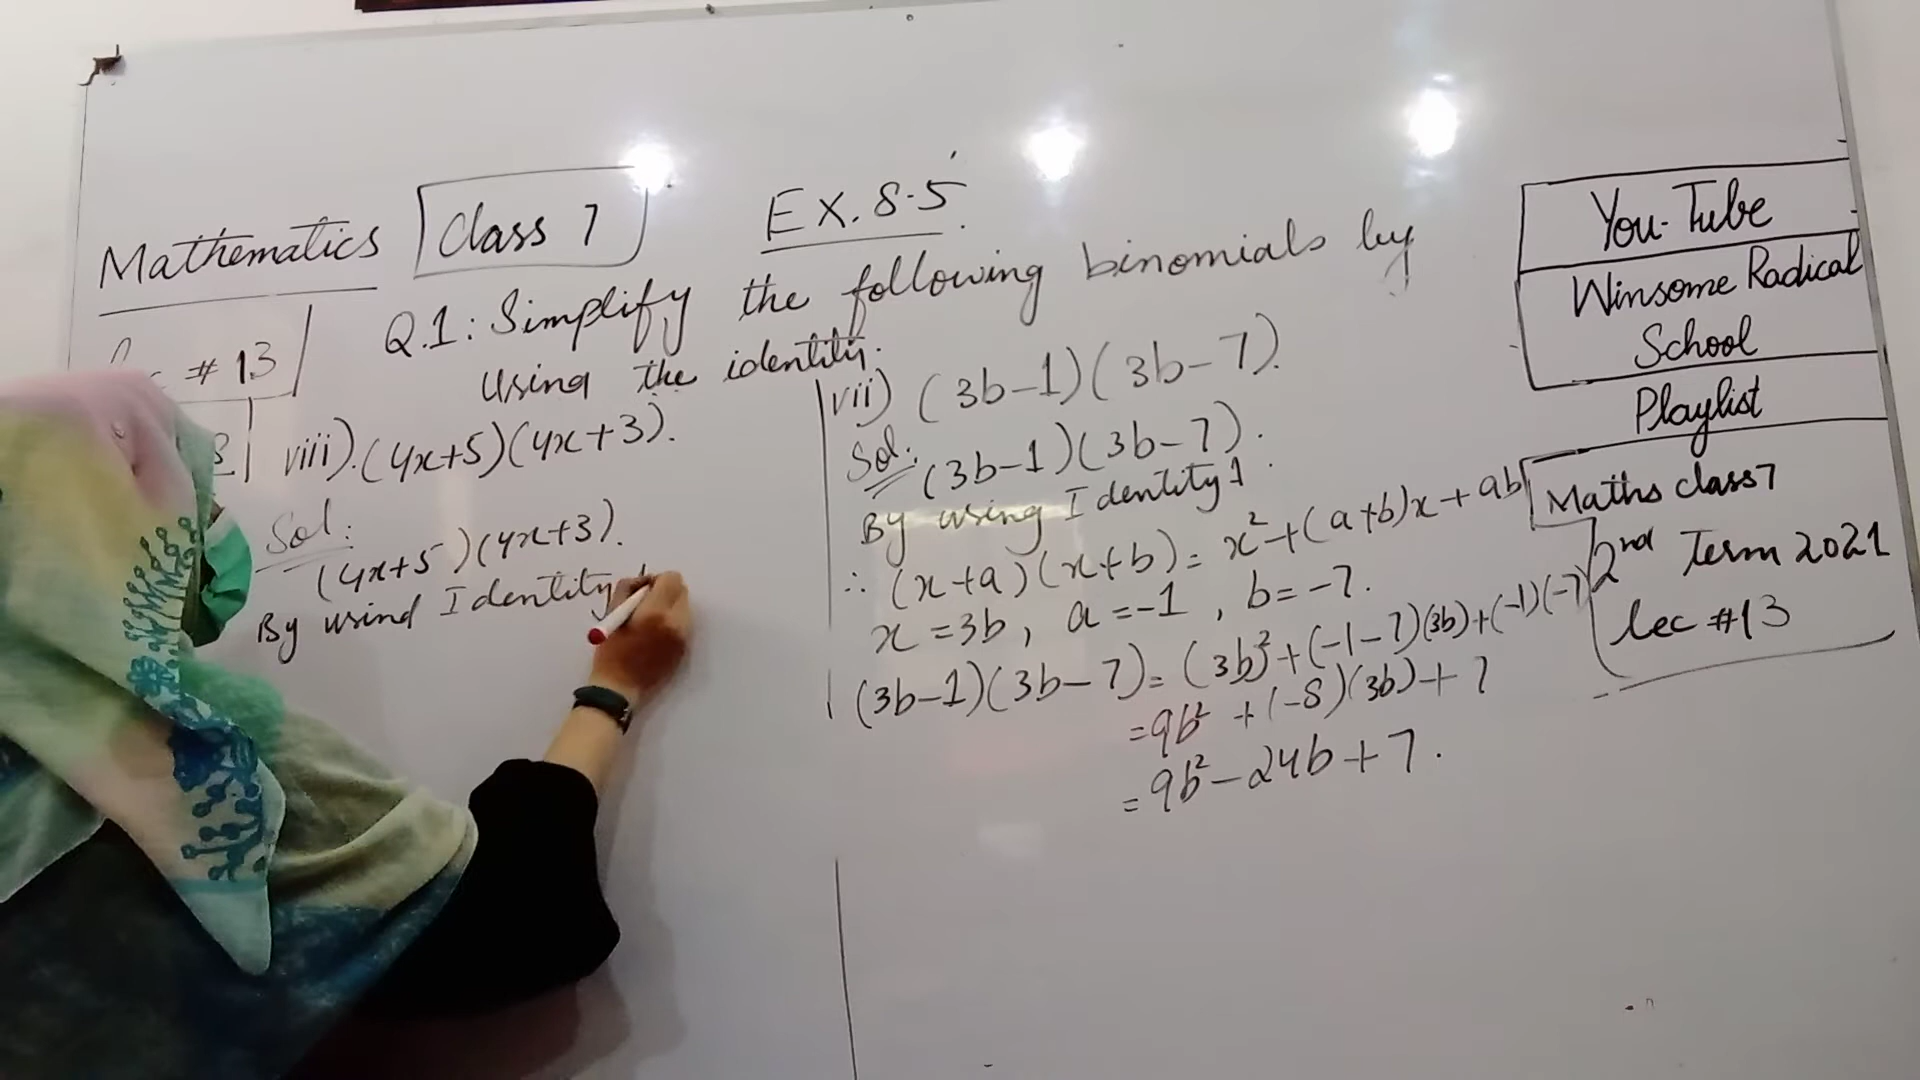 Mathematics
Class 7
EX. 8.5
# 13
Q.1: Simplify the following binomials by
using the identity.
viii). (4x+5)(4x+3).
Sol:
(4x+5)(4x+3).
By usind Identity
vii) (3b-1)(3b-7).
Sol:
(3b-1)(3b-7).
By using Identity 1.
∴ (x+a)(x+b) = x²+(a+b)x+ab
x = 3b, a = -1, b = -7.
(3b-1)(3b-7) = (3b)²+(-1-7)(3b)+(-1)(-7)
= 9b² + (-8)(3b) + 7
= 9b² - 24b + 7.
You-Tube
Winsome Radical
School
Playlist
Maths class 7
2nd Term 2021
lec #13